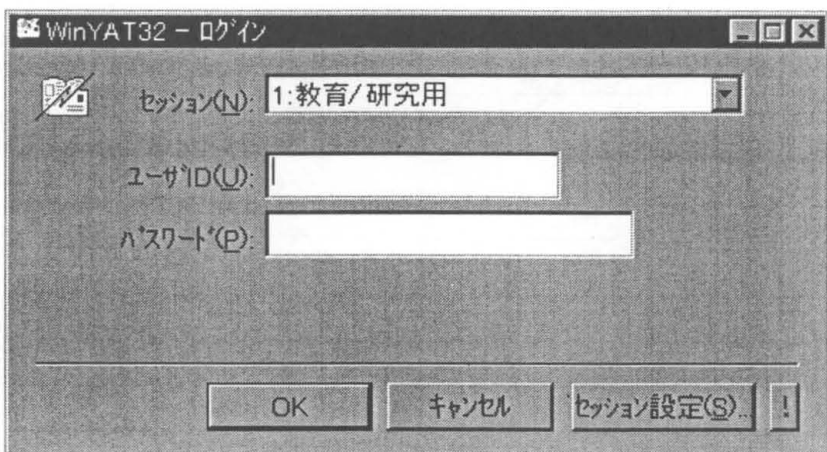 WinYAT32 - ﾛｸﾞｲﾝ
ｾｯｼｮﾝ(N): 1:教育/研究用
ﾕｰｻﾞID(U):
ﾊﾟｽﾜｰﾄﾞ(P):
OK ｷｬﾝｾﾙ ｾｯｼｮﾝ設定(S)... !